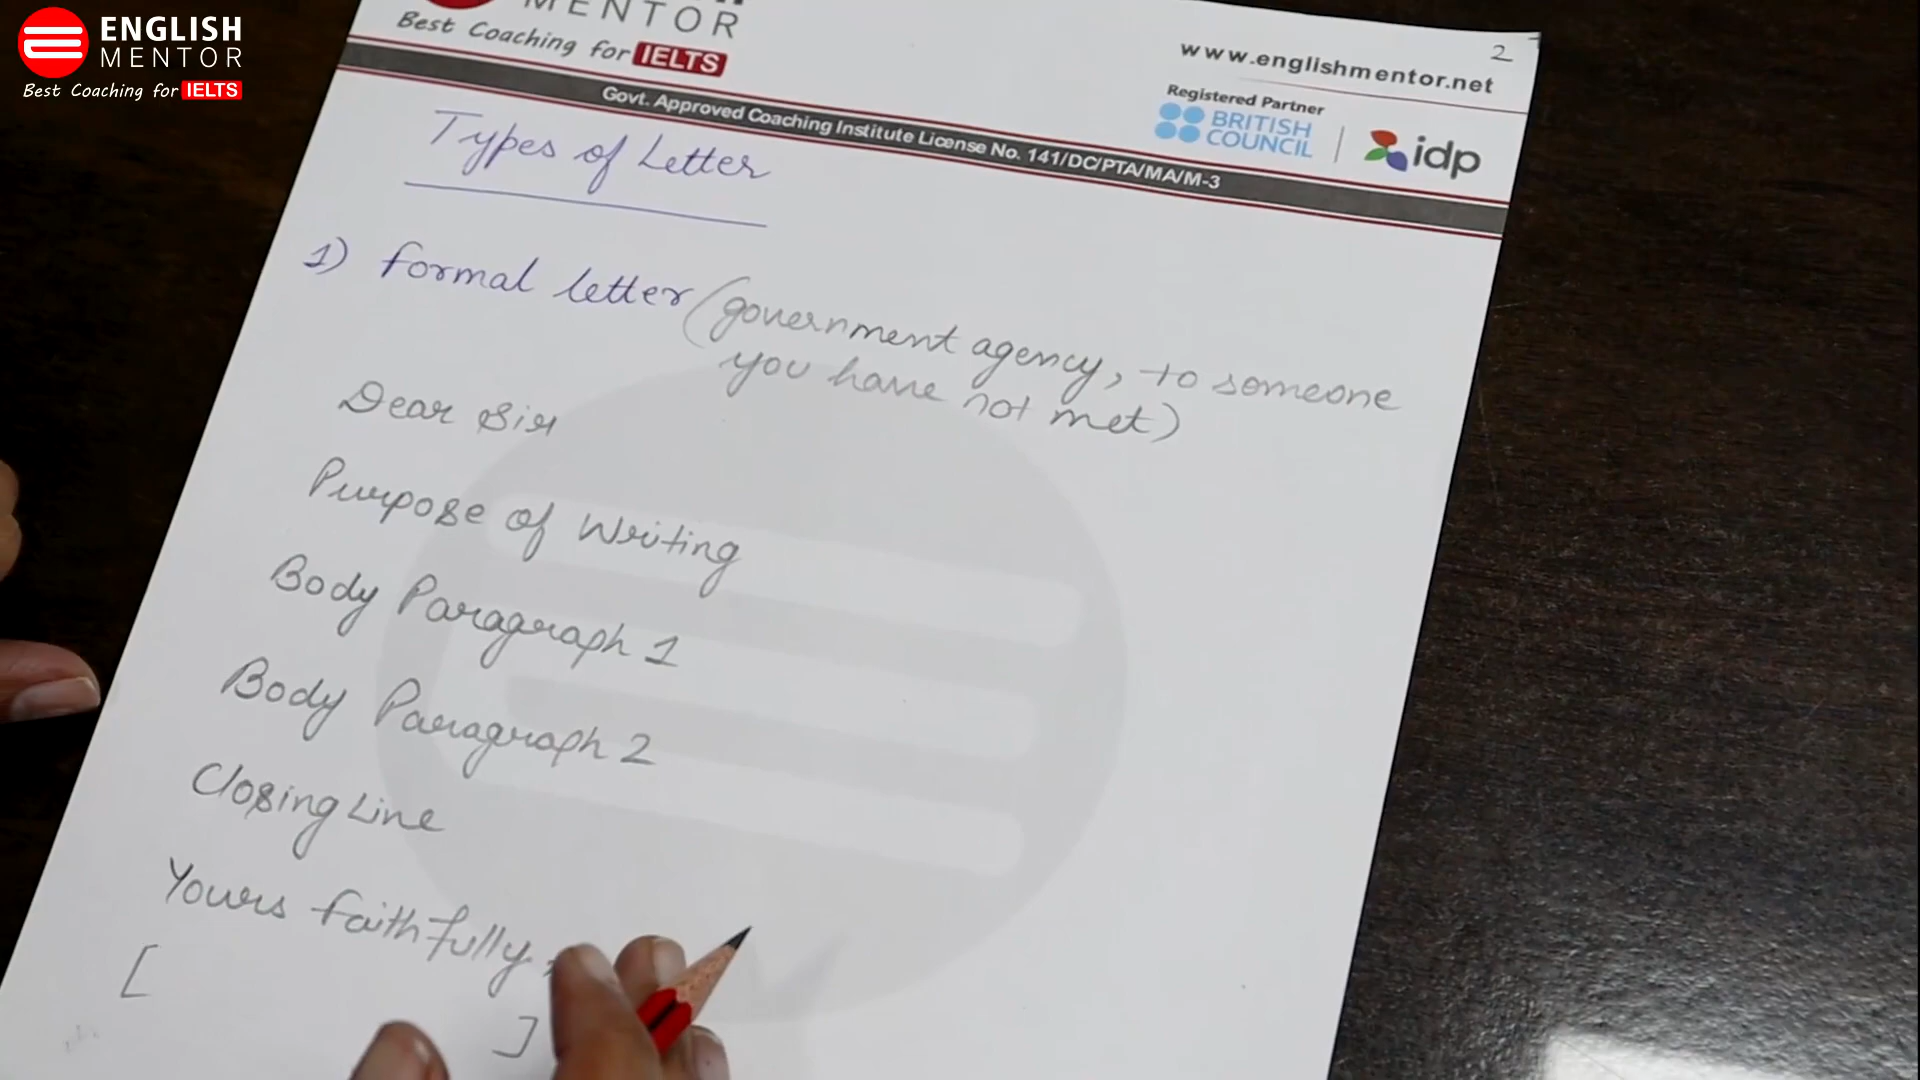 ENGLISH
MENTOR
Best Coaching for IELTS
MENTOR
Best Coaching for IELTS
www.englishmentor.net
2
Registered Partner
BRITISH
COUNCIL
idp
Govt. Approved Coaching Institute License No. 141/DC/PTA/MA/M-3
Types of Letter
1) formal letter (government agency, to someone
you have not met)
Dear Sir
Purpose of Writing
Body Paragraph 1
Body Paragraph 2
Closing Line
Yours faithfully,
[ ]